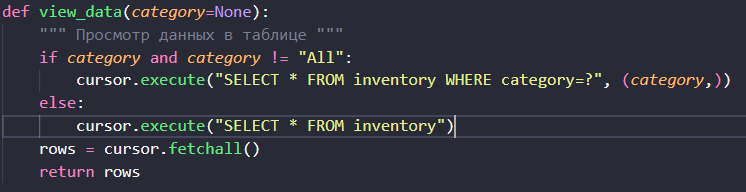 def view_data(category=None):
    """ Просмотр данных в таблице """
    if category and category != "All":
        cursor.execute("SELECT * FROM inventory WHERE category=?", (category,))
    else:
        cursor.execute("SELECT * FROM inventory")
    rows = cursor.fetchall()
    return rows